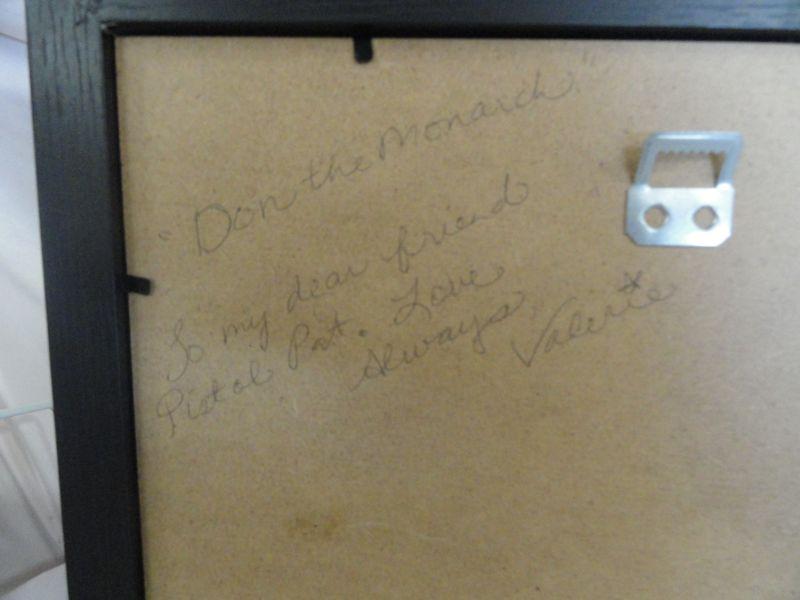 "Don the Monarch"
To my dear friend
Pistol Pat. Love
Always, Valerie